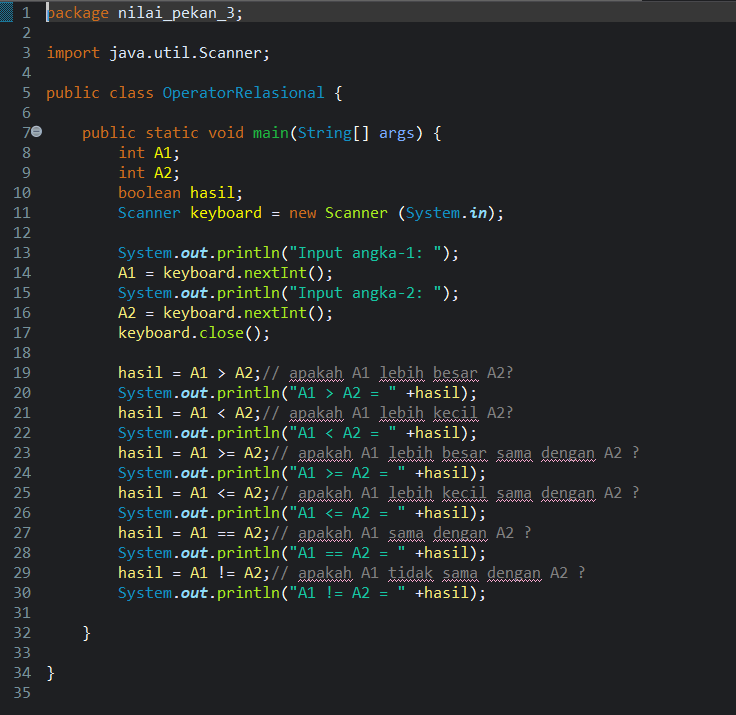 1 package nilai_pekan_3;
2
3 import java.util.Scanner;
4
5 public class OperatorRelasional {
6
7 public static void main(String[] args) {
8 int A1;
9 int A2;
10 boolean hasil;
11 Scanner keyboard = new Scanner (System.in);
12
13 System.out.println("Input angka-1: ");
14 A1 = keyboard.nextInt();
15 System.out.println("Input angka-2: ");
16 A2 = keyboard.nextInt();
17 keyboard.close();
18
19 hasil = A1 > A2;// apakah A1 lebih besar A2?
20 System.out.println("A1 > A2 = " +hasil);
21 hasil = A1 < A2;// apakah A1 lebih kecil A2?
22 System.out.println("A1 < A2 = " +hasil);
23 hasil = A1 >= A2;// apakah A1 lebih besar sama dengan A2 ?
24 System.out.println("A1 >= A2 = " +hasil);
25 hasil = A1 <= A2;// apakah A1 lebih kecil sama dengan A2 ?
26 System.out.println("A1 <= A2 = " +hasil);
27 hasil = A1 == A2;// apakah A1 sama dengan A2 ?
28 System.out.println("A1 == A2 = " +hasil);
29 hasil = A1 != A2;// apakah A1 tidak sama dengan A2 ?
30 System.out.println("A1 != A2 = " +hasil);
31
32 }
33
34 }
35